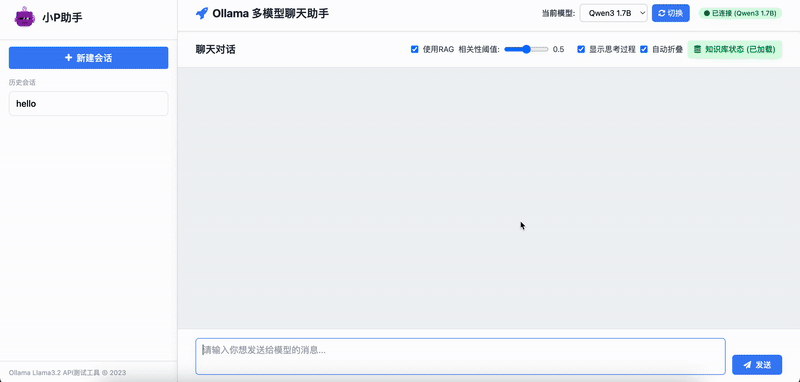 小P助手
新建会话
历史会话
hello
Ollama Llama3.2 API测试工具 © 2023
Ollama 多模型聊天助手
当前模型: Qwen3 1.7B 切换 已连接 (Qwen3 1.7B)
聊天对话 使用RAG 相关性阈值: 0.5 显示思考过程 自动折叠 知识库状态 (已加载)
请输入你想发送给模型的消息...
发送